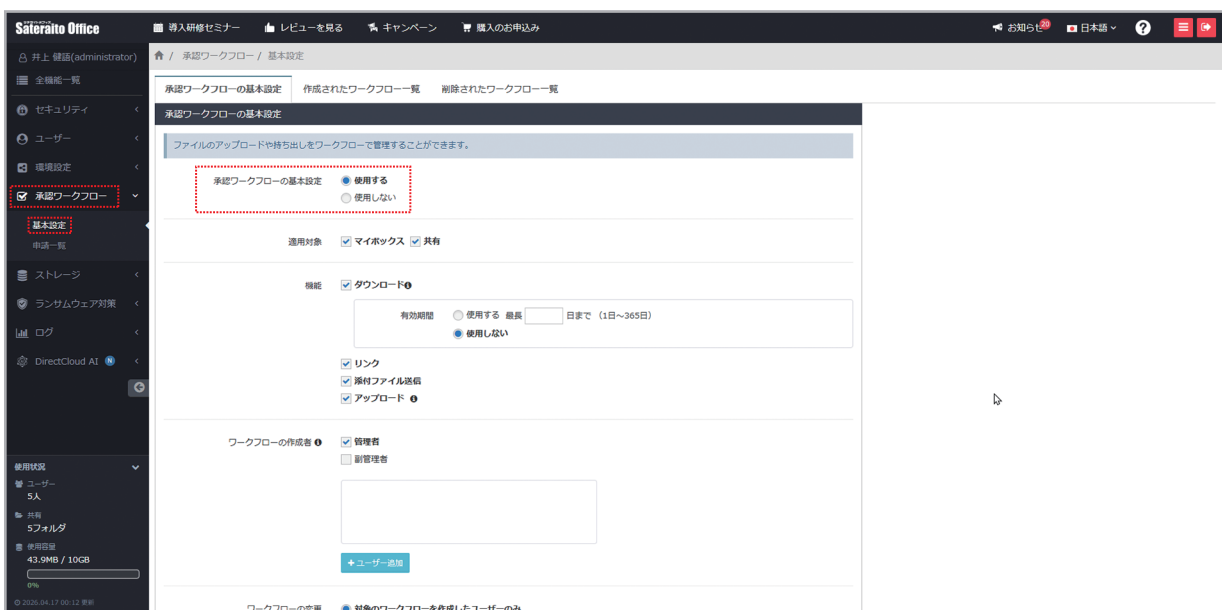 Sateraito Office
導入研修セミナー
レビューを見る
キャンペーン
購入のお申込み
お知らせ
20
日本語
井上 健語(administrator)
全機能一覧
セキュリティ
ユーザー
環境設定
承認ワークフロー
基本設定
申請一覧
ストレージ
ランサムウェア対策
ログ
DirectCloud AI N
使用状況
ユーザー
5人
共有
5フォルダ
使用容量
43.9MB / 10GB
0%
© 2026.04.17 00:12 更新
/ 承認ワークフロー / 基本設定
承認ワークフローの基本設定
作成されたワークフロー一覧
削除されたワークフロー一覧
承認ワークフローの基本設定
ファイルのアップロードや持ち出しをワークフローで管理することができます。
承認ワークフローの基本設定
使用する
使用しない
適用対象
マイボックス
共有
機能
ダウンロード
有効期間
使用する 最長 日まで (1日～365日)
使用しない
リンク
添付ファイル送信
アップロード
ワークフローの作成者
管理者
副管理者
+ユーザー追加
ワークフローの変更
対象のワークフローを作成したユーザーのみ